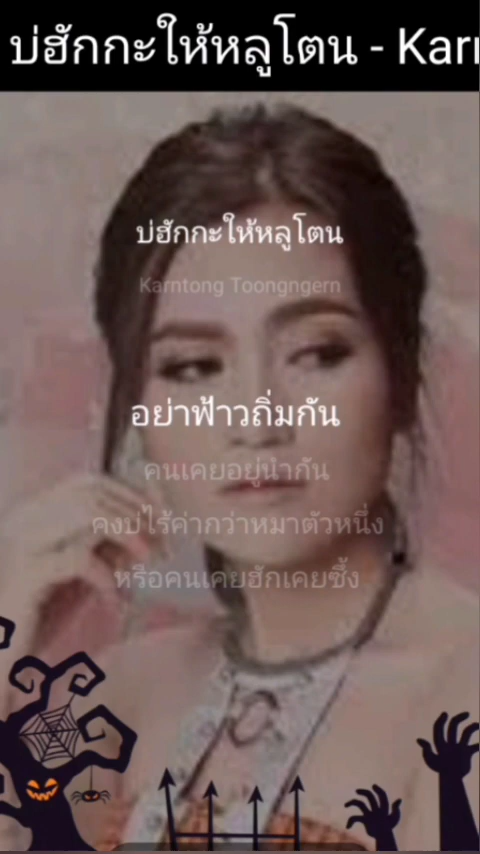 บ่ฮักกะให้หลูโตน - Karn
บ่ฮักกะให้หลูโตน
Karntong Toongngern
อย่าฟ้าวถิ่มกัน
คนเคยอยู่นำกัน
คงบ่ไร้ค่ากว่าหมาตัวหนึ่ง
หรือคนเคยฮักเคยซึ้ง